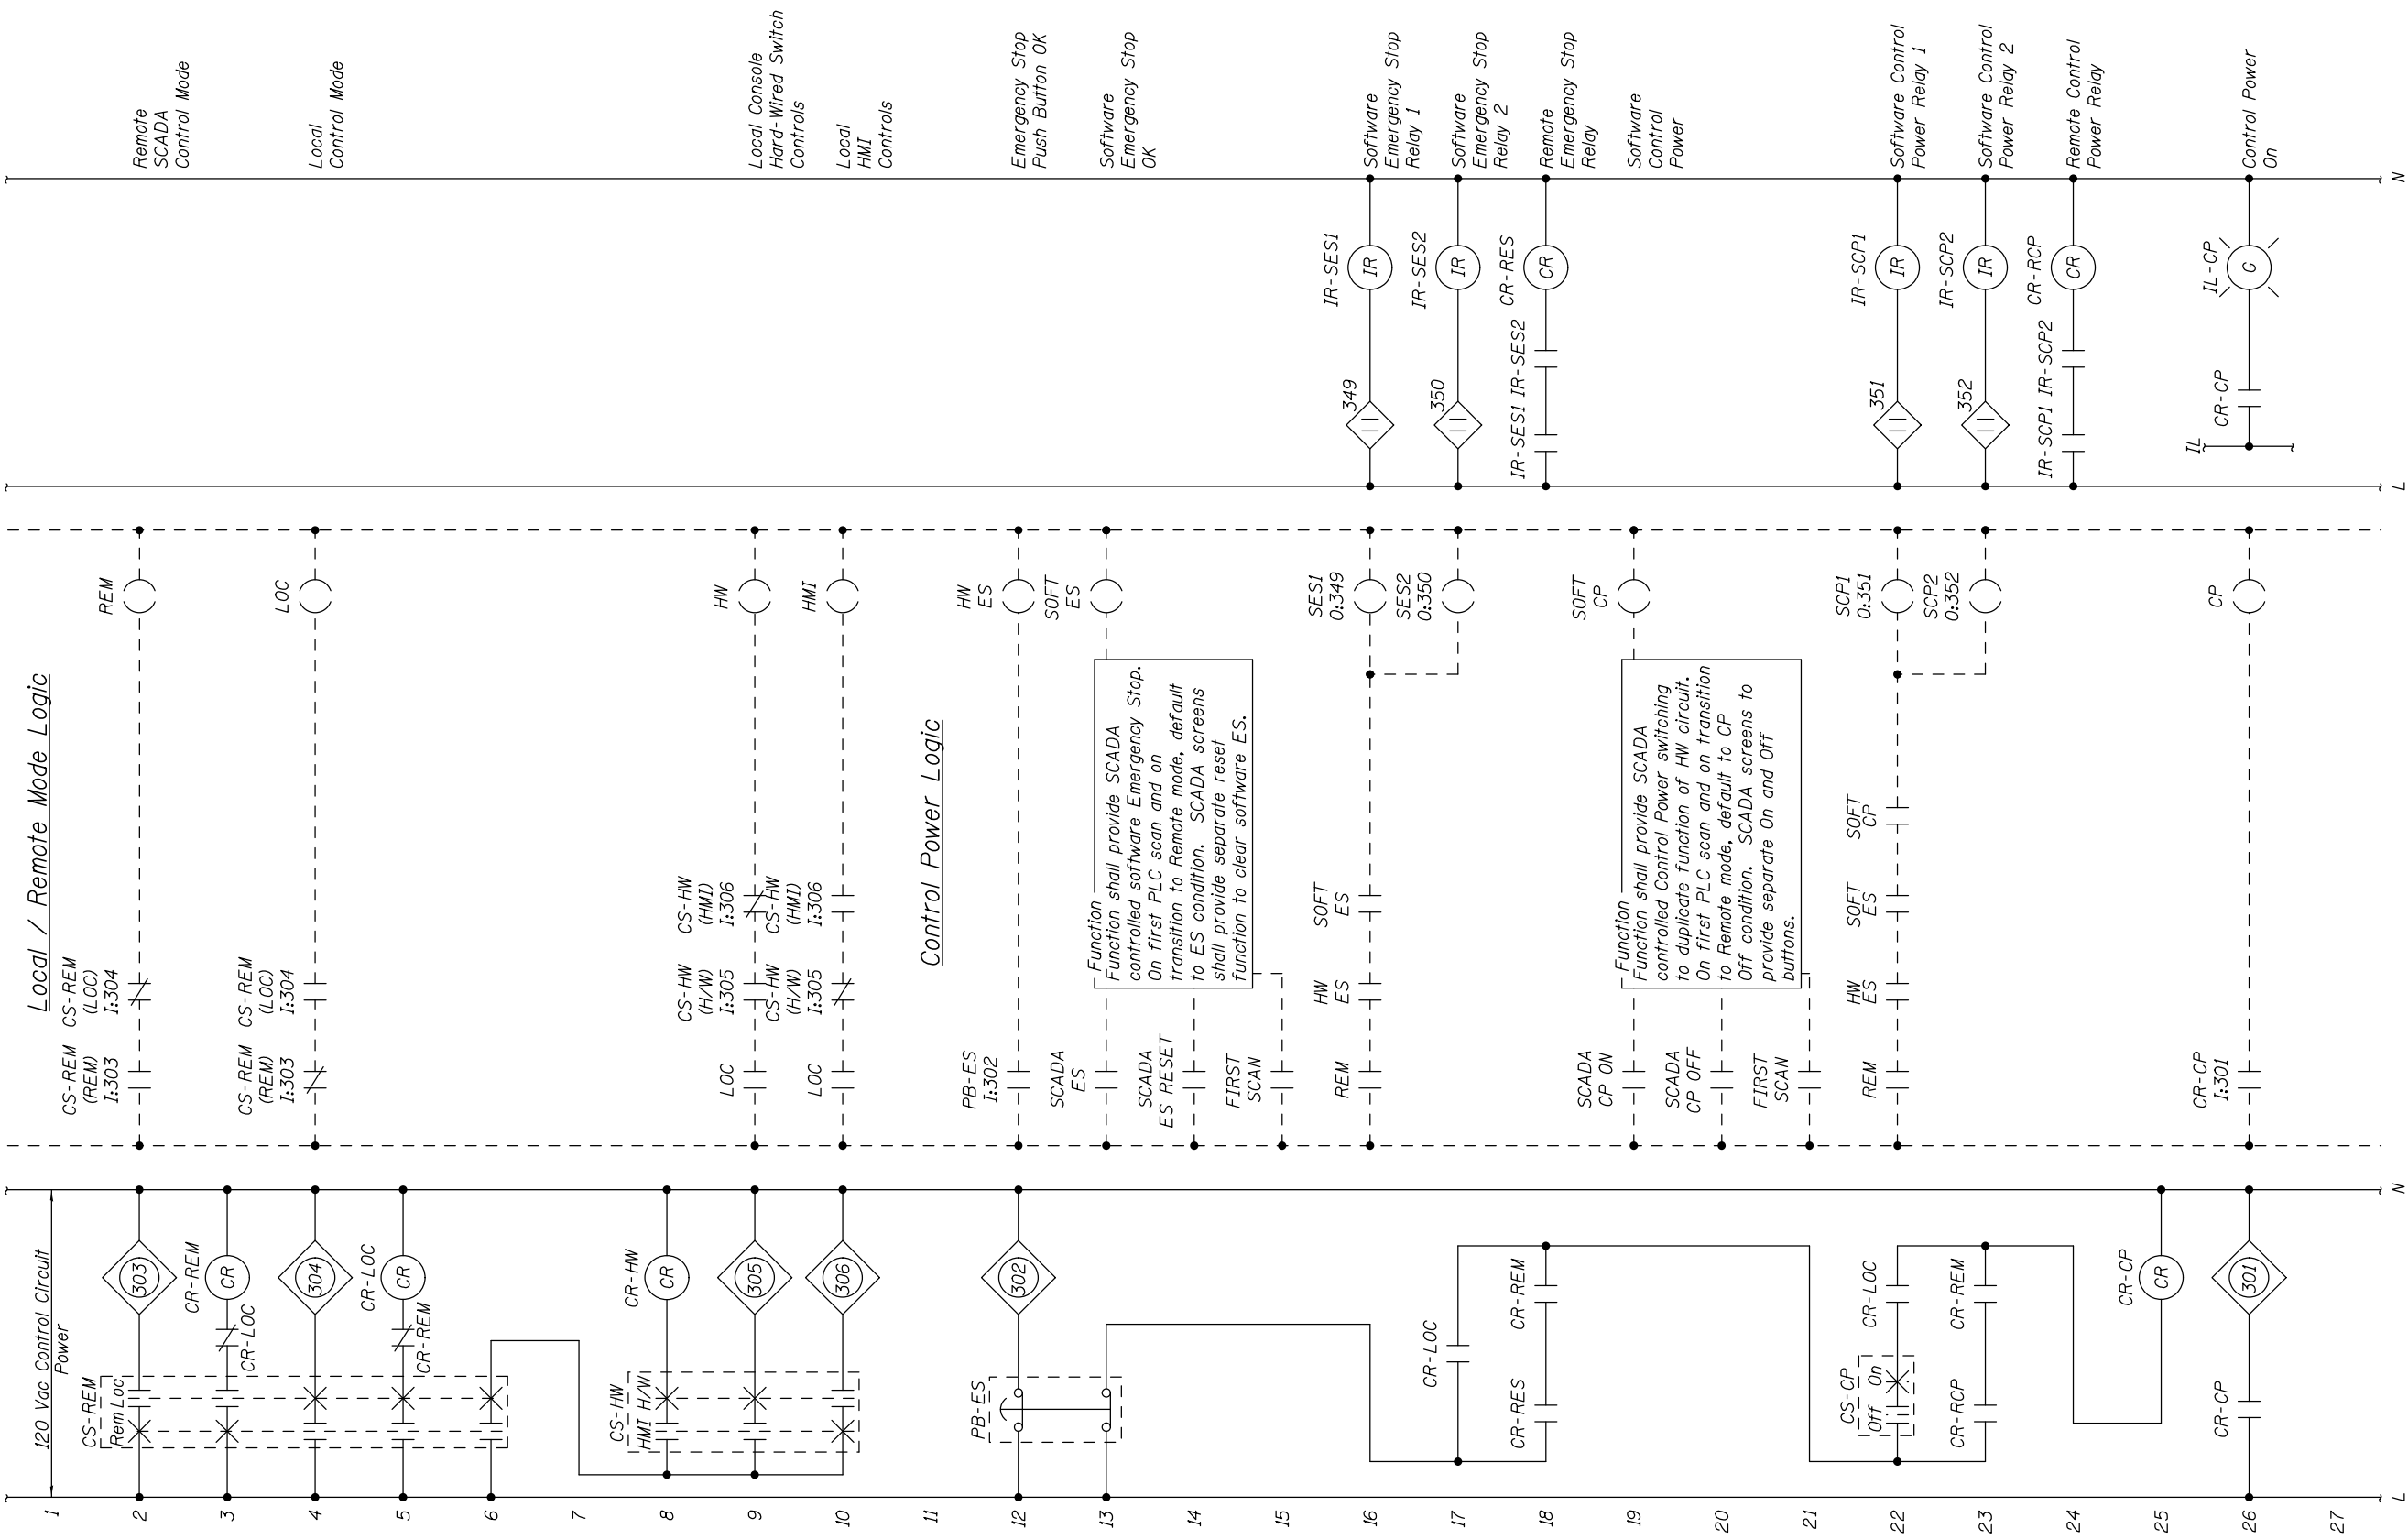 Local / Remote Mode Logic
1
120 Vac Control Circuit
Power
2
CS-REM
Rem Loc
303
CS-REM
(REM)
I:303
CS-REM
(LOC)
I:304
REM
Remote
SCADA
Control Mode
3
CR-LOC
CR-REM
CR
4
304
CS-REM
(REM)
I:303
CS-REM
(LOC)
I:304
LOC
Local
Control Mode
5
CR-REM
CR-LOC
CR
6
7
8
CS-HW
HMI H/W
CR-HW
CR
9
305
LOC
CS-HW
(H/W)
I:305
CS-HW
(HMI)
I:306
HW
Local Console
Hard-Wired Switch
Controls
10
306
LOC
CS-HW
(H/W)
I:305
CS-HW
(HMI)
I:306
HMI
Local
HMI
Controls
11
Control Power Logic
12
PB-ES
302
PB-ES
I:302
HW
ES
Emergency Stop
Push Button OK
13
SCADA
ES
Function
Function shall provide SCADA
controlled software Emergency Stop.
On first PLC scan and on
transition to Remote mode, default
to ES condition. SCADA screens
shall provide separate reset
function to clear software ES.
SOFT
ES
Software
Emergency Stop
OK
14
SCADA
ES RESET
15
FIRST
SCAN
16
REM
HW
ES
SOFT
ES
SES1
O:349
349
IR-SES1
IR
Software
Emergency Stop
Relay 1
17
CR-LOC
SES2
O:350
350
IR-SES2
IR
Software
Emergency Stop
Relay 2
18
CR-RES
CR-REM
IR-SES1 IR-SES2
CR-RES
CR
Remote
Emergency Stop
Relay
19
SCADA
CP ON
Function
Function shall provide SCADA
controlled Control Power switching
to duplicate function of HW circuit.
On first PLC scan and on transition
to Remote mode, default to CP
Off condition. SCADA screens to
provide separate On and Off
buttons.
SOFT
CP
Software
Control
Power
20
SCADA
CP OFF
21
FIRST
SCAN
22
CS-CP
Off On
CR-LOC
REM
HW
ES
SOFT
ES
SOFT
CP
SCP1
O:351
351
IR-SCP1
IR
Software Control
Power Relay 1
23
CR-RCP
CR-REM
SCP2
O:352
352
IR-SCP2
IR
Software Control
Power Relay 2
24
IR-SCP1 IR-SCP2
CR-RCP
CR
Remote Control
Power Relay
25
CR-CP
CR
26
CR-CP
301
CR-CP
I:301
CP
IL
CR-CP
IL-CP
G
Control Power
On
27
L
N
L
N